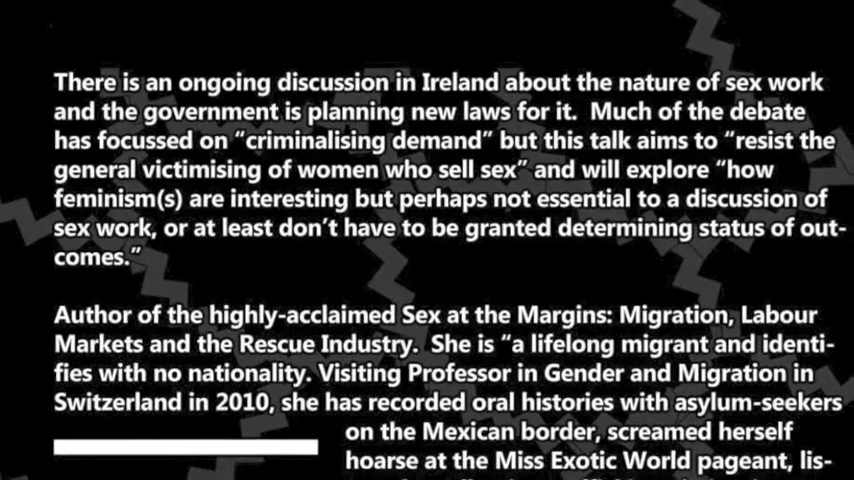 There is an ongoing discussion in Ireland about the nature of sex work
and the government is planning new laws for it.  Much of the debate
has focussed on “criminalising demand” but this talk aims to “resist the
general victimising of women who sell sex” and will explore “how
feminism(s) are interesting but perhaps not essential to a discussion of
sex work, or at least don’t have to be granted determining status of out-
comes.”
Author of the highly-acclaimed Sex at the Margins: Migration, Labour
Markets and the Rescue Industry.  She is “a lifelong migrant and identi-
fies with no nationality. Visiting Professor in Gender and Migration in
Switzerland in 2010, she has recorded oral histories with asylum-seekers
on the Mexican border, screamed herself
hoarse at the Miss Exotic World pageant, lis-